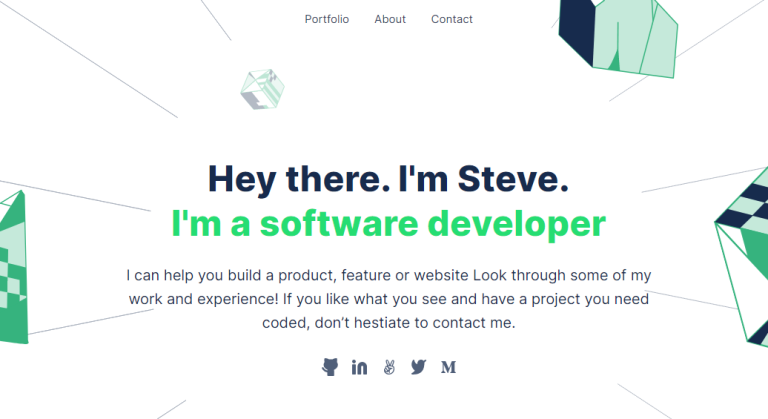 Portfolio About Contact
Hey there. I'm Steve.
I'm a software developer
I can help you build a product, feature or website Look through some of my
work and experience! If you like what you see and have a project you need
coded, don’t hestiate to contact me.